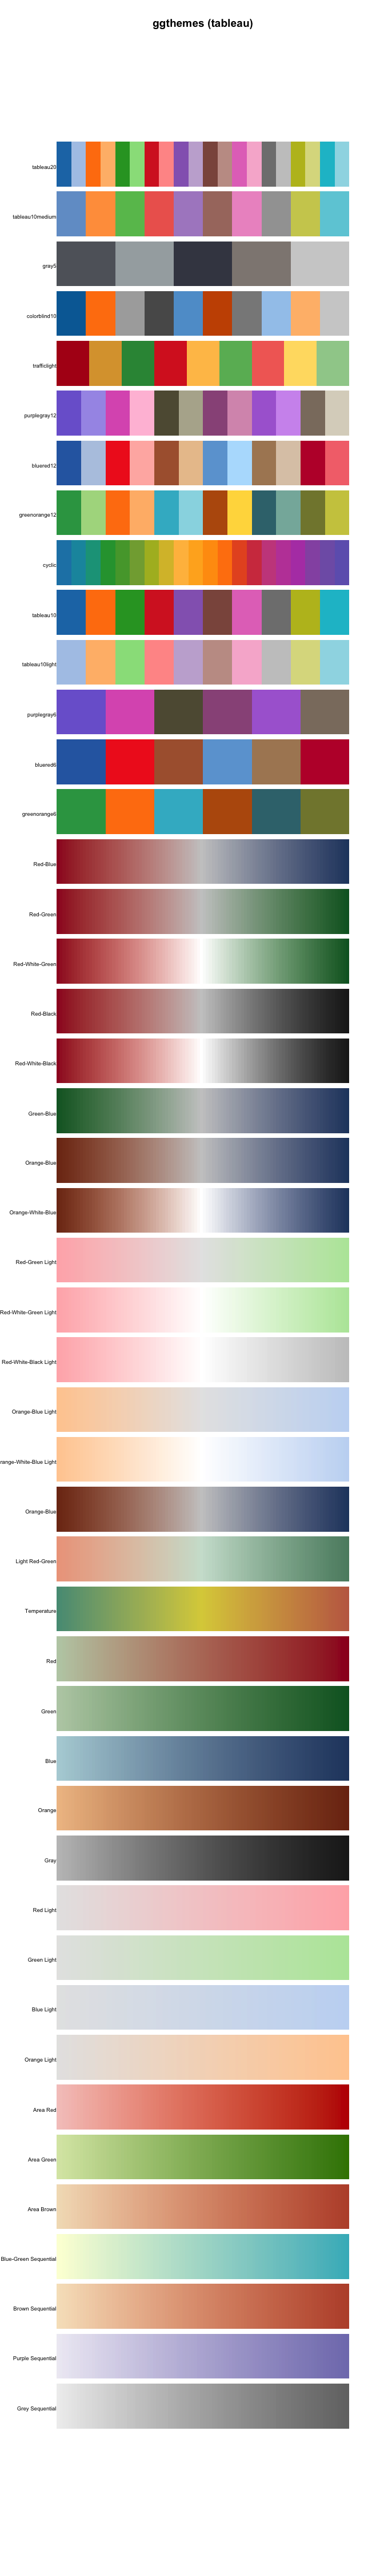 ggthemes (tableau)
tableau20
tableau10medium
gray5
colorblind10
trafficlight
purplegray12
bluered12
greenorange12
cyclic
tableau10
tableau10light
purplegray6
bluered6
greenorange6
Red-Blue
Red-Green
Red-White-Green
Red-Black
Red-White-Black
Green-Blue
Orange-Blue
Orange-White-Blue
Red-Green Light
Red-White-Green Light
Red-White-Black Light
Orange-Blue Light
range-White-Blue Light
Orange-Blue
Light Red-Green
Temperature
Red
Green
Blue
Orange
Gray
Red Light
Green Light
Blue Light
Orange Light
Area Red
Area Green
Area Brown
Blue-Green Sequential
Brown Sequential
Purple Sequential
Grey Sequential